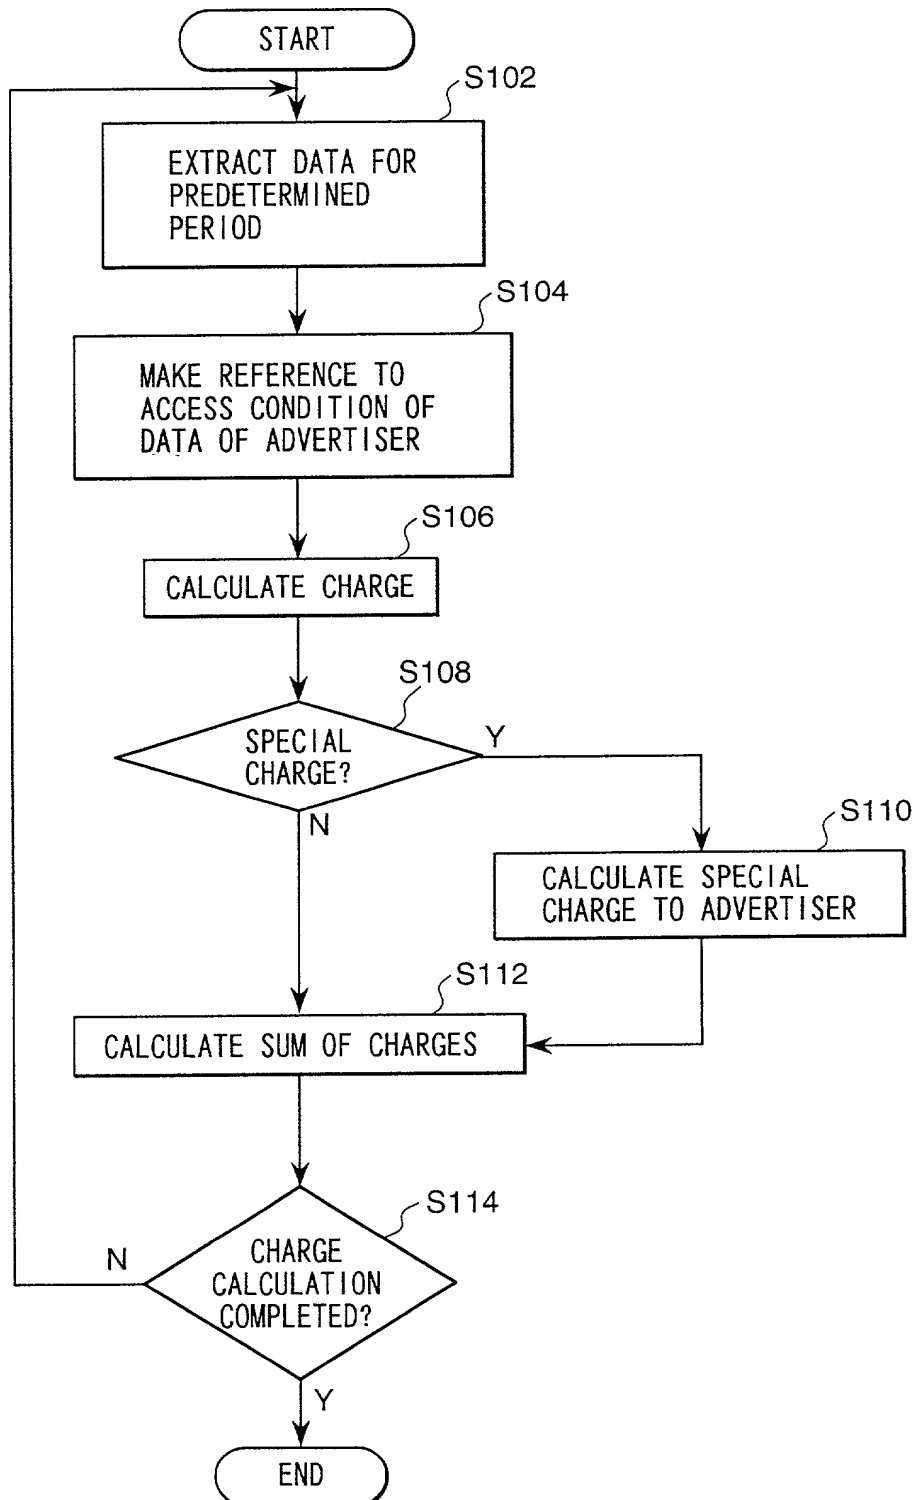 START
S102
EXTRACT DATA FOR
PREDETERMINED
PERIOD
S104
MAKE REFERENCE TO
ACCESS CONDITION OF
DATA OF ADVERTISER
S106
CALCULATE CHARGE
S108
SPECIAL
CHARGE?
Y
N
S110
CALCULATE SPECIAL
CHARGE TO ADVERTISER
S112
CALCULATE SUM OF CHARGES
S114
CHARGE
CALCULATION
COMPLETED?
N
Y
END